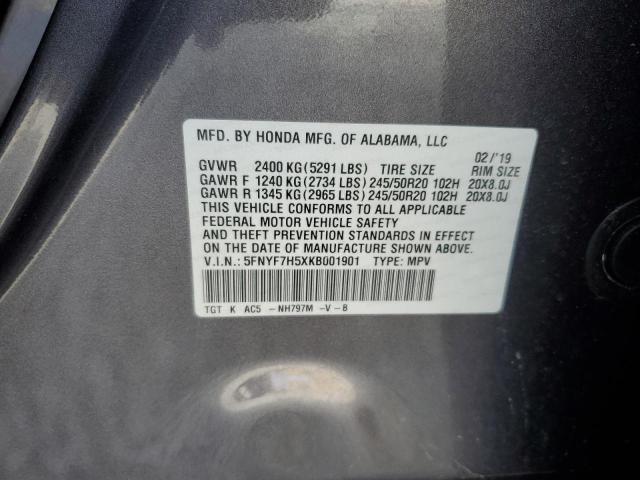 MFD. BY HONDA MFG. OF ALABAMA, LLC 02/'19
GVWR 2400 KG(5291 LBS) TIRE SIZE RIM SIZE
GAWR F 1240 KG(2734 LBS)245/50R20 102H 20X8.0J
GAWR R 1345 KG(2965 LBS)245/50R20 102H 20X8.0J
THIS VEHICLE CONFORMS TO ALL APPLICABLE
FEDERAL MOTOR VEHICLE SAFETY
AND THEFT PREVENTION STANDARDS IN EFFECT
ON THE DATE OF MANUFACTURE SHOWN ABOVE.
V.I.N.: 5FNYF7H5XKB001901 TYPE: MPV
TGT K AC5 -NH797M -V-B